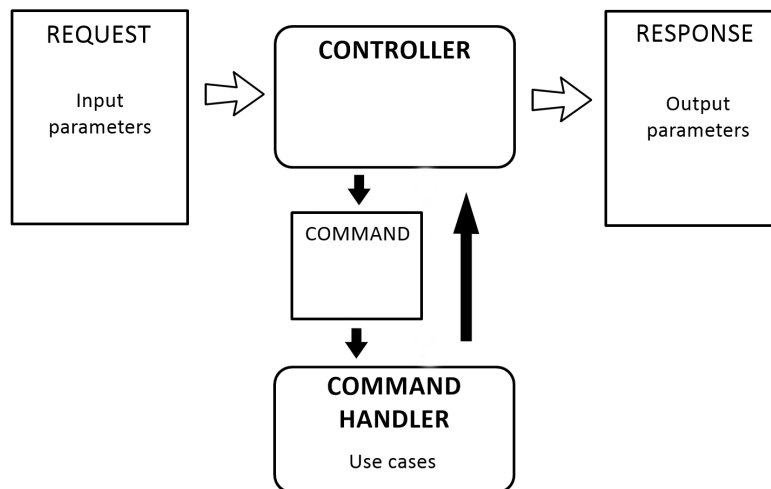 REQUEST
Input
parameters
CONTROLLER
RESPONSE
Output
parameters
COMMAND
COMMAND
HANDLER
Use cases